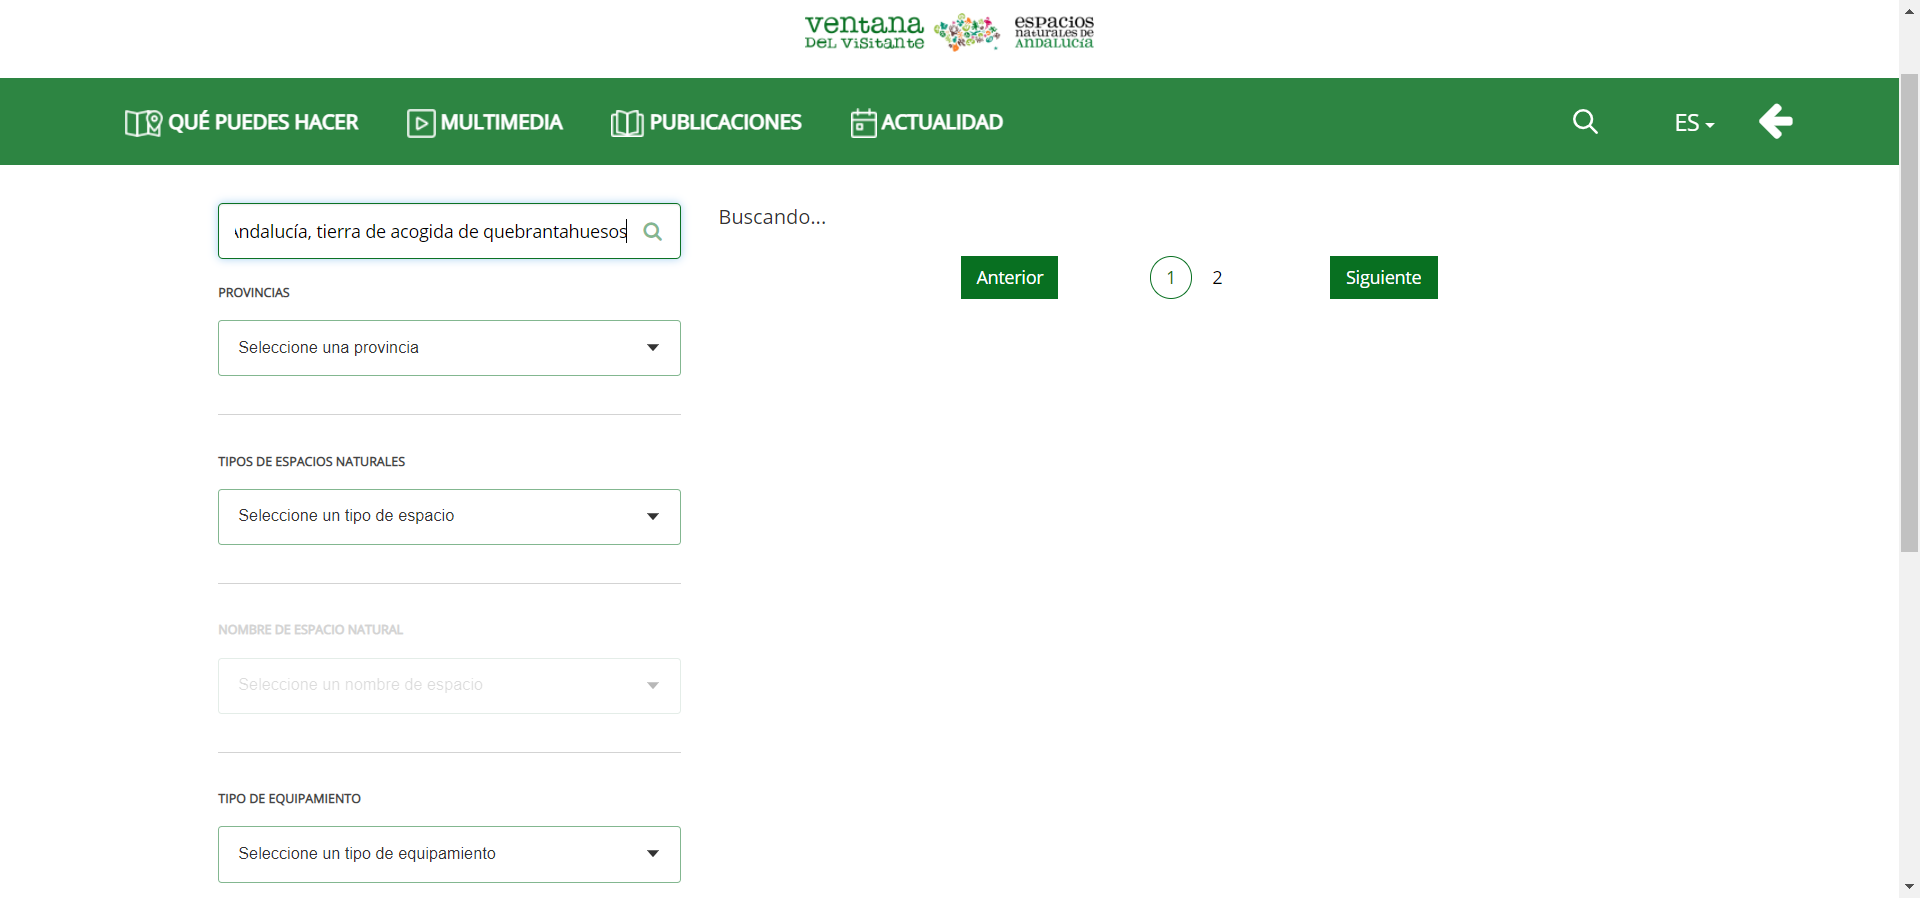 ventana
DEL VISITANTE
espacios
naturales de
ANDALUCÍA
QUÉ PUEDES HACER
MULTIMEDIA
PUBLICACIONES
ACTUALIDAD
ES
Andalucía, tierra de acogida de quebrantahuesos
Buscando...
Anterior
1
2
Siguiente
PROVINCIAS
Seleccione una provincia
TIPOS DE ESPACIOS NATURALES
Seleccione un tipo de espacio
NOMBRE DE ESPACIO NATURAL
Seleccione un nombre de espacio
TIPO DE EQUIPAMIENTO
Seleccione un tipo de equipamiento